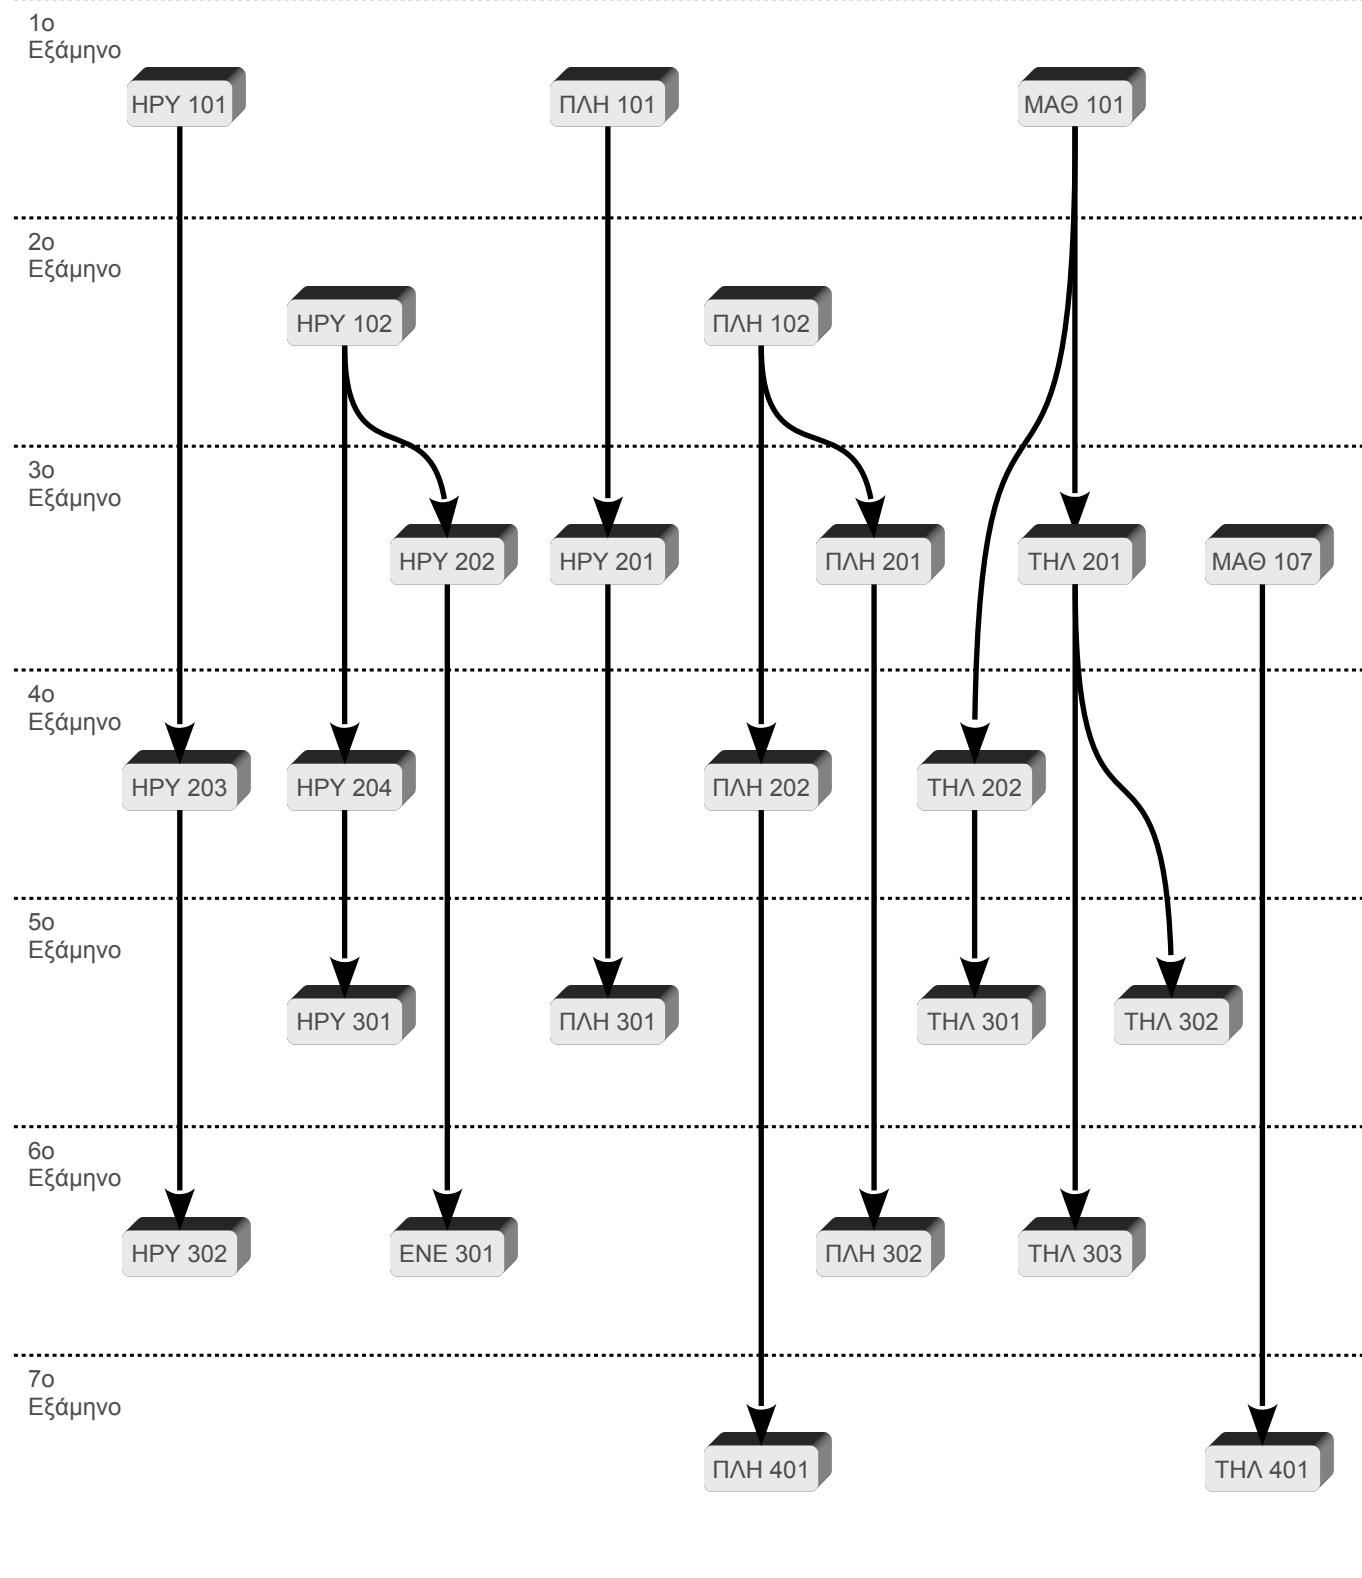 1ο
Εξάμηνο
ΗΡΥ 101
ΠΛΗ 101
ΜΑΘ 101
2ο
Εξάμηνο
ΗΡΥ 102
ΠΛΗ 102
3ο
Εξάμηνο
ΗΡΥ 202
ΗΡΥ 201
ΠΛΗ 201
ΤΗΛ 201
ΜΑΘ 107
4ο
Εξάμηνο
ΗΡΥ 203
ΗΡΥ 204
ΠΛΗ 202
ΤΗΛ 202
5ο
Εξάμηνο
ΗΡΥ 301
ΠΛΗ 301
ΤΗΛ 301
ΤΗΛ 302
6ο
Εξάμηνο
ΗΡΥ 302
ΕΝΕ 301
ΠΛΗ 302
ΤΗΛ 303
7ο
Εξάμηνο
ΠΛΗ 401
ΤΗΛ 401